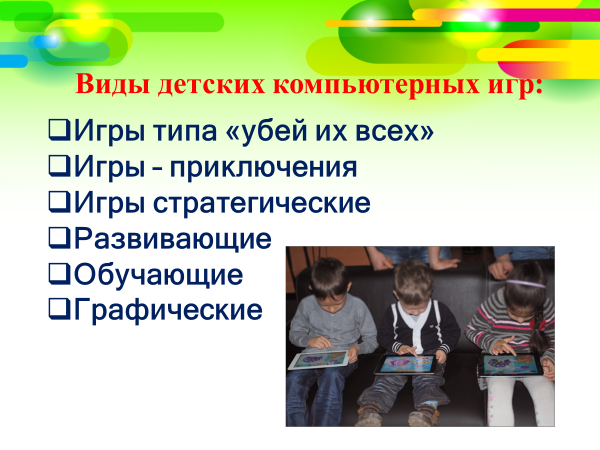 Виды детских компьютерных игр:
❑Игры типа «убей их всех»
❑Игры - приключения
❑Игры стратегические
❑Развивающие
❑Обучающие
❑Графические